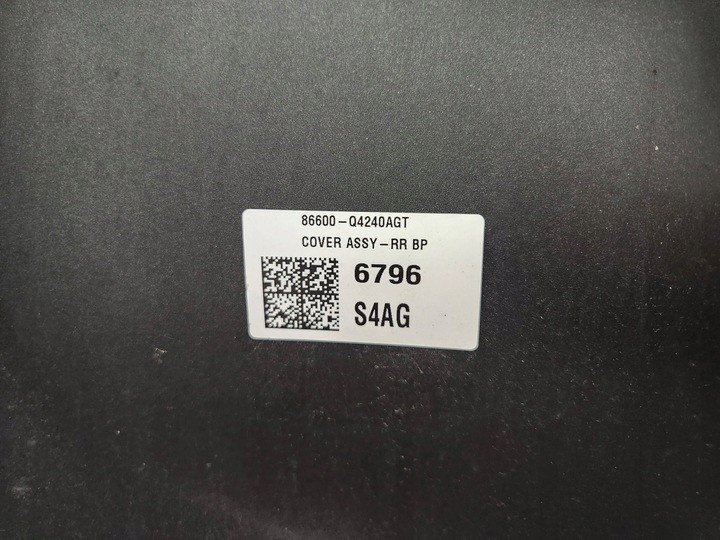 86600-Q4240AGT
COVER ASSY-RR BP
6796
S4AG